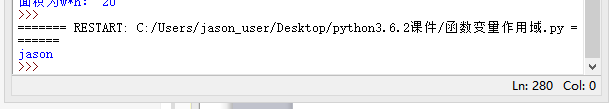 面积为w*h： 20
>>>
======= RESTART: C:/Users/jason_user/Desktop/python3.6.2课件/函数变量作用域.py =
======
jason
>>>
Ln: 280 Col: 0